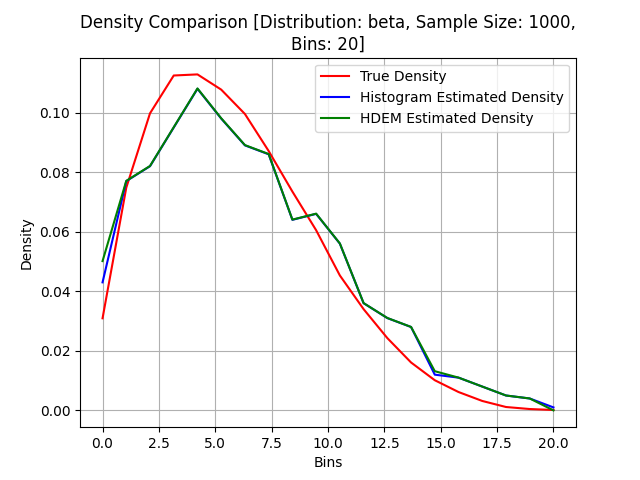 Density Comparison [Distribution: beta, Sample Size: 1000,
Bins: 20]
True Density
Histogram Estimated Density
HDEM Estimated Density
Density
0.10
0.08
0.06
0.04
0.02
0.00
0.0 2.5 5.0 7.5 10.0 12.5 15.0 17.5 20.0
Bins